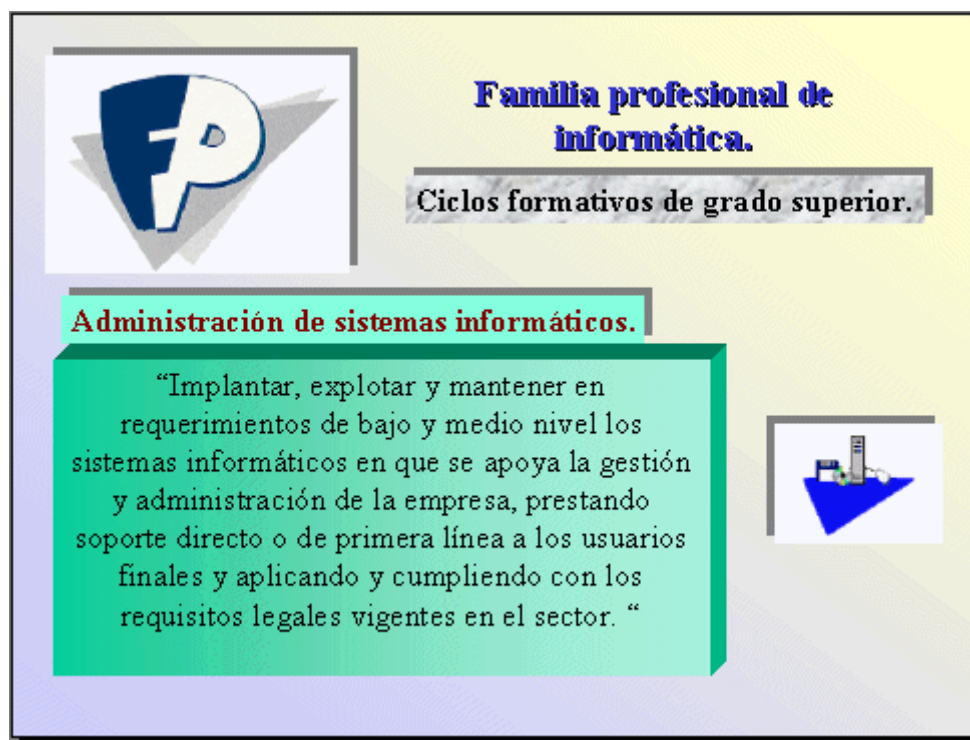 FP
Familia profesional de
informática.
Ciclos formativos de grado superior.
Administración de sistemas informáticos.
“Implantar, explotar y mantener en
requerimientos de bajo y medio nivel los
sistemas informáticos en que se apoya la gestión
y administración de la empresa, prestando
soporte directo o de primera línea a los usuarios
finales y aplicando y cumpliendo con los
requisitos legales vigentes en el sector. “